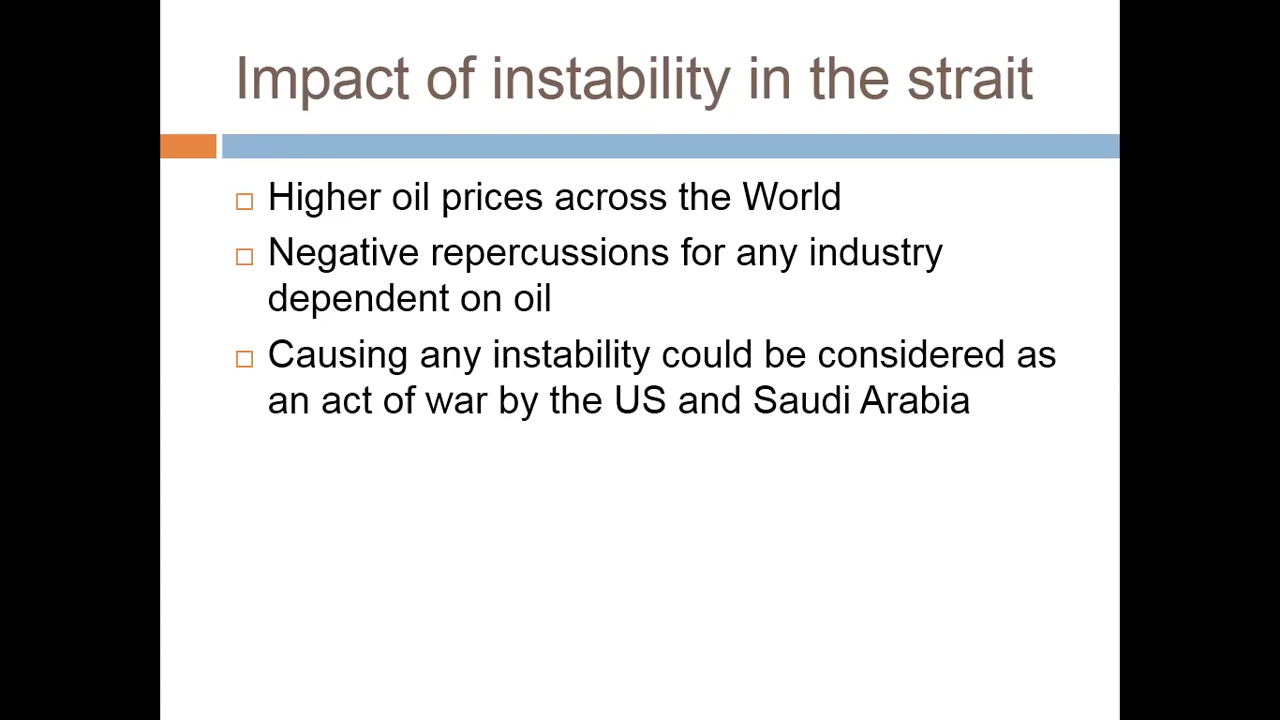 Impact of instability in the strait
Higher oil prices across the World
Negative repercussions for any industry
dependent on oil
Causing any instability could be considered as
an act of war by the US and Saudi Arabia